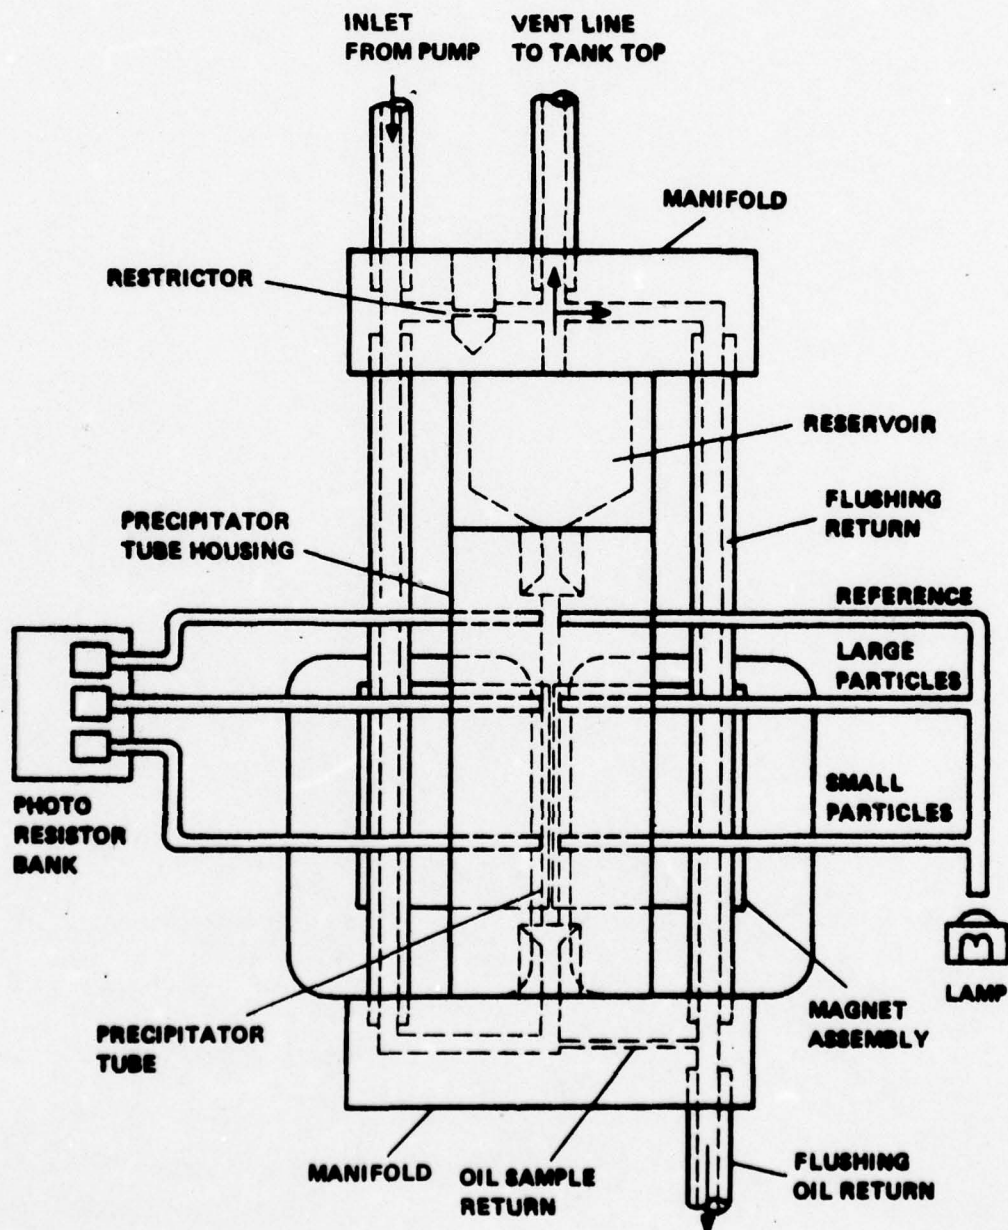 INLET
FROM PUMP
VENT LINE
TO TANK TOP
MANIFOLD
RESTRICTOR
RESERVOIR
FLUSHING
RETURN
PRECIPITATOR
TUBE HOUSING
REFERENCE
LARGE
PARTICLES
SMALL
PARTICLES
PHOTO
RESISTOR
BANK
LAMP
PRECIPITATOR
TUBE
MAGNET
ASSEMBLY
MANIFOLD
OIL SAMPLE
RETURN
FLUSHING
OIL RETURN